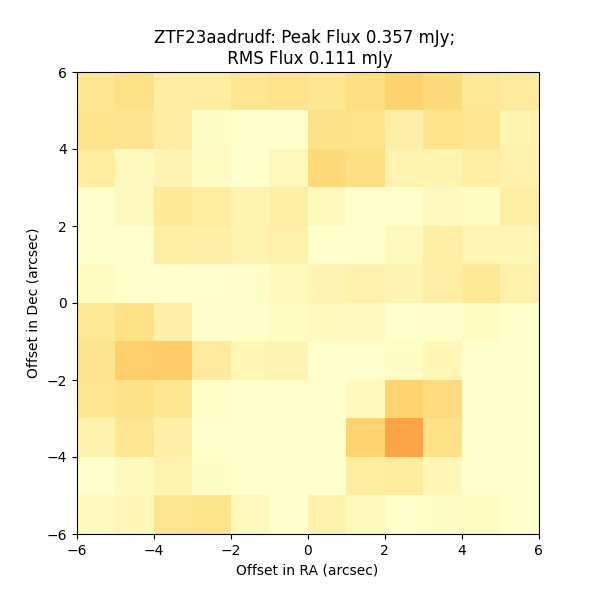 ZTF23aadrudf: Peak Flux 0.357 mJy;
RMS Flux 0.111 mJy
6
4
2
0
−2
−4
−6
Offset in Dec (arcsec)
−6 −4 −2 0 2 4 6
Offset in RA (arcsec)